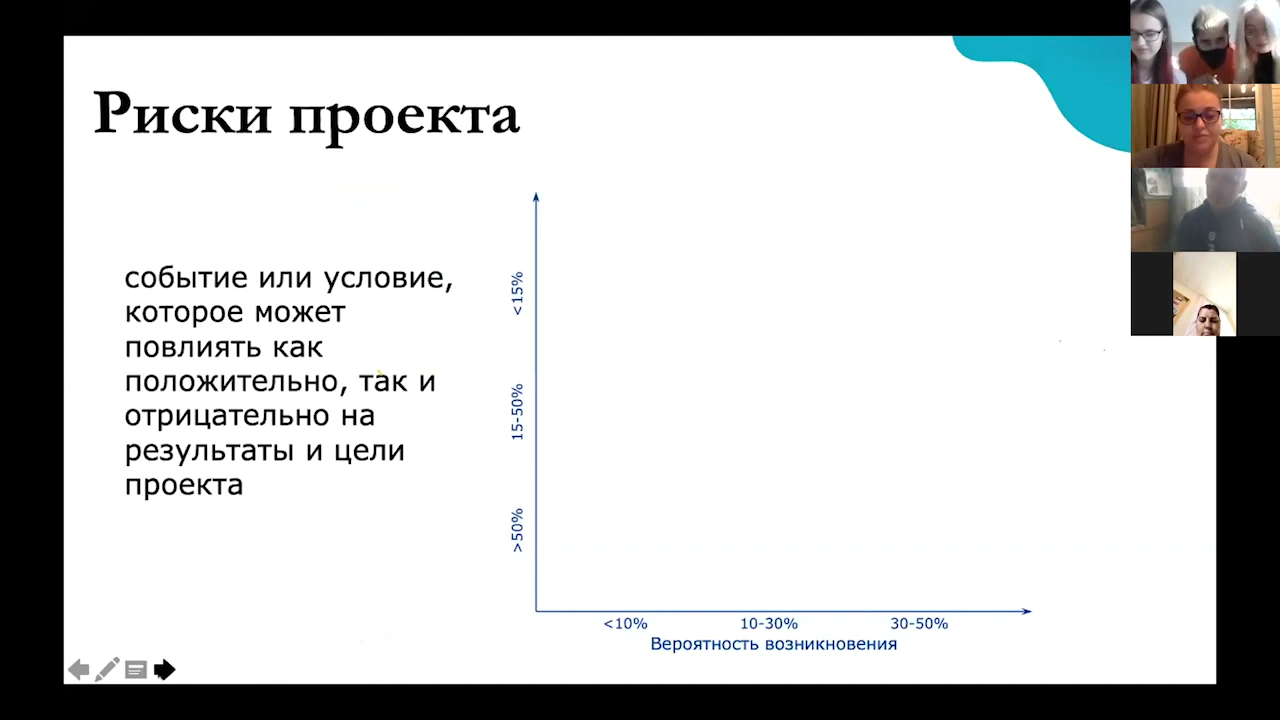 Риски проекта
событие или условие,
которое может
повлиять как
положительно, так и
отрицательно на
результаты и цели
проекта
<15%
15-50%
>50%
<10%
10-30%
30-50%
Вероятность возникновения